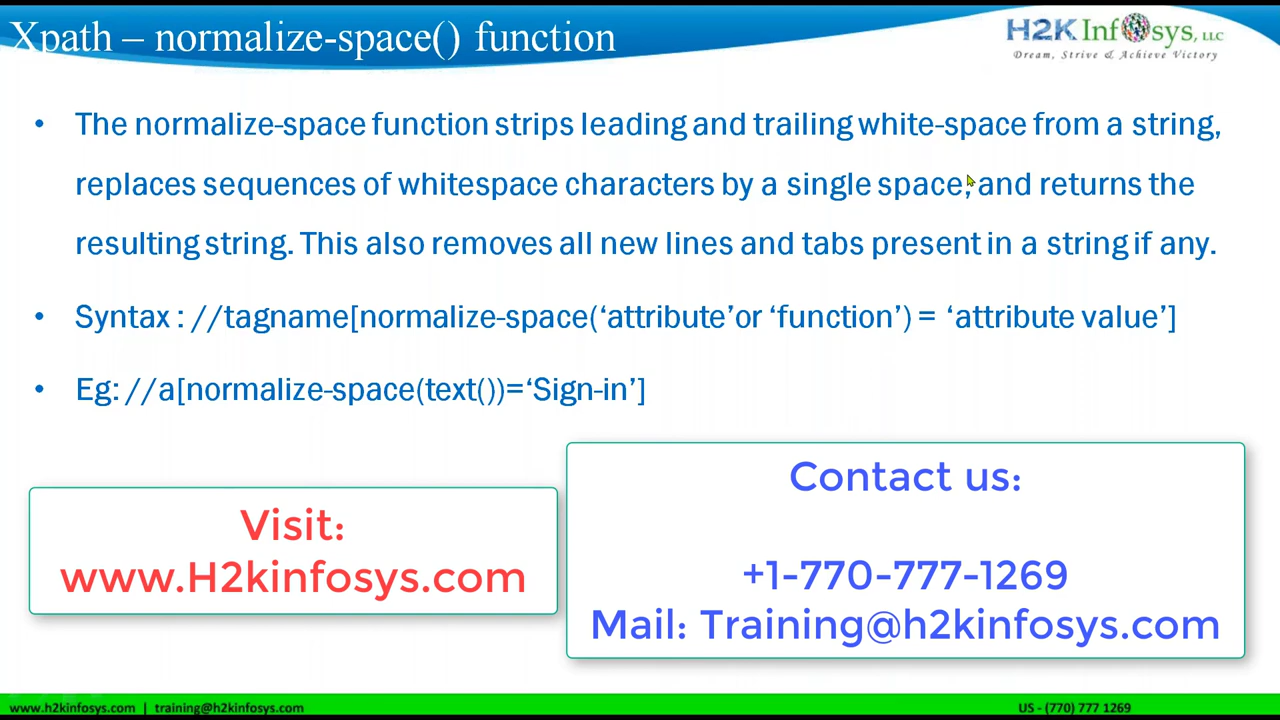 Xpath – normalize-space() function
H2K Infosys, LLC
Dream, Strive & Achieve Victory
• The normalize-space function strips leading and trailing white-space from a string,
replaces sequences of whitespace characters by a single space, and returns the
resulting string. This also removes all new lines and tabs present in a string if any.
• Syntax : //tagname[normalize-space(‘attribute’or ‘function’) = ‘attribute value’]
• Eg: //a[normalize-space(text())=‘Sign-in’]
Visit:
www.H2kinfosys.com
Contact us:
+1-770-777-1269
Mail: Training@h2kinfosys.com
www.h2kinfosys.com | training@h2kinfosys.com
US - (770) 777 1269